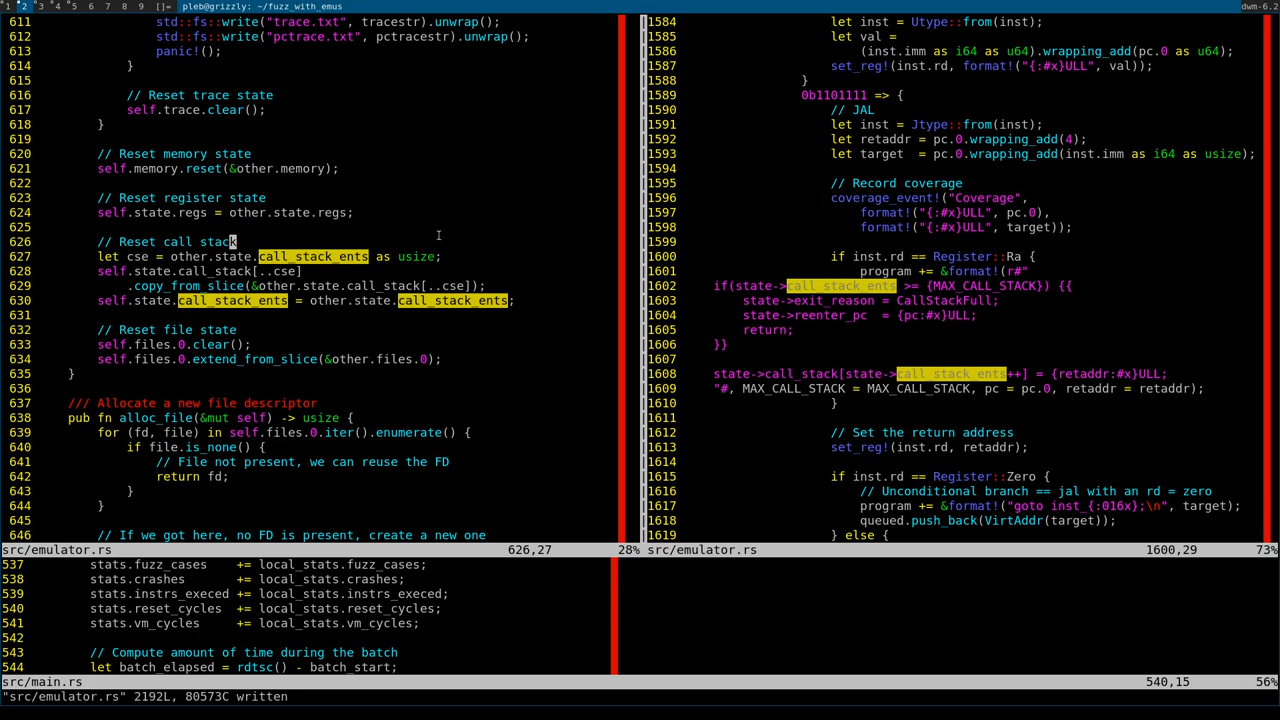 1 2 3 4 5 6 7 8 9 []= pleb@grizzly: ~/fuzz_with_emus dwm-6.2
611 std::fs::write("trace.txt", tracestr).unwrap();
612 std::fs::write("pctrace.txt", pctracestr).unwrap();
613 panic!();
614 }
615
616 // Reset trace state
617 self.trace.clear();
618 }
619
620 // Reset memory state
621 self.memory.reset(&other.memory);
622
623 // Reset register state
624 self.state.regs = other.state.regs;
625
626 // Reset call stack
627 let cse = other.state.call_stack_ents as usize;
628 self.state.call_stack[..cse]
629 .copy_from_slice(&other.state.call_stack[..cse]);
630 self.state.call_stack_ents = other.state.call_stack_ents;
631
632 // Reset file state
633 self.files.0.clear();
634 self.files.0.extend_from_slice(&other.files.0);
635 }
636
637 /// Allocate a new file descriptor
638 pub fn alloc_file(&mut self) -> usize {
639 for (fd, file) in self.files.0.iter().enumerate() {
640 if file.is_none() {
641 // File not present, we can reuse the FD
642 return fd;
643 }
644 }
645
646 // If we got here, no FD is present, create a new one
src/emulator.rs 626,27 28%
1584 let inst = Utype::from(inst);
1585 let val =
1586 (inst.imm as i64 as u64).wrapping_add(pc.0 as u64);
1587 set_reg!(inst.rd, format!("{:#x}ULL", val));
1588 }
1589 0b1101111 => {
1590 // JAL
1591 let inst = Jtype::from(inst);
1592 let retaddr = pc.0.wrapping_add(4);
1593 let target = pc.0.wrapping_add(inst.imm as i64 as usize);
1594
1595 // Record coverage
1596 coverage_event!("Coverage",
1597 format!("{:#x}ULL", pc.0),
1598 format!("{:#x}ULL", target));
1599
1600 if inst.rd == Register::Ra {
1601 program += &format!(r#"
1602 if(state->call_stack_ents >= {MAX_CALL_STACK}) {{
1603 state->exit_reason = CallStackFull;
1604 state->reenter_pc = {pc:#x}ULL;
1605 return;
1606 }}
1607
1608 state->call_stack[state->call_stack_ents++] = {retaddr:#x}ULL;
1609 "#, MAX_CALL_STACK = MAX_CALL_STACK, pc = pc.0, retaddr = retaddr);
1610 }
1611
1612 // Set the return address
1613 set_reg!(inst.rd, retaddr);
1614
1615 if inst.rd == Register::Zero {
1616 // Unconditional branch == jal with an rd = zero
1617 program += &format!("goto inst_{:016x};\n", target);
1618 queued.push_back(VirtAddr(target));
1619 } else {
src/emulator.rs 1600,29 73%
537 stats.fuzz_cases += local_stats.fuzz_cases;
538 stats.crashes += local_stats.crashes;
539 stats.instrs_execed += local_stats.instrs_execed;
540 stats.reset_cycles += local_stats.reset_cycles;
541 stats.vm_cycles += local_stats.vm_cycles;
542
543 // Compute amount of time during the batch
544 let batch_elapsed = rdtsc() - batch_start;
src/main.rs 540,15 56%
"src/emulator.rs" 2192L, 80573C written